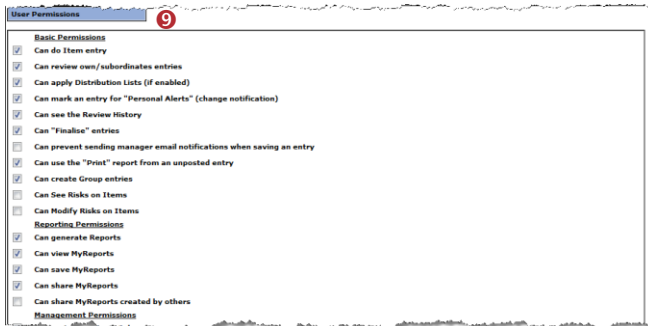 User Permissions
9
Basic Permissions
Can do Item entry
Can review own/subordinates entries
Can apply Distribution Lists (if enabled)
Can mark an entry for "Personal Alerts" (change notification)
Can see the Review History
Can "Finalise" entries
Can prevent sending manager email notifications when saving an entry
Can use the "Print" report from an unposted entry
Can create Group entries
Can See Risks on Items
Can Modify Risks on Items
Reporting Permissions
Can generate Reports
Can view MyReports
Can save MyReports
Can share MyReports
Can share MyReports created by others
Management Permissions